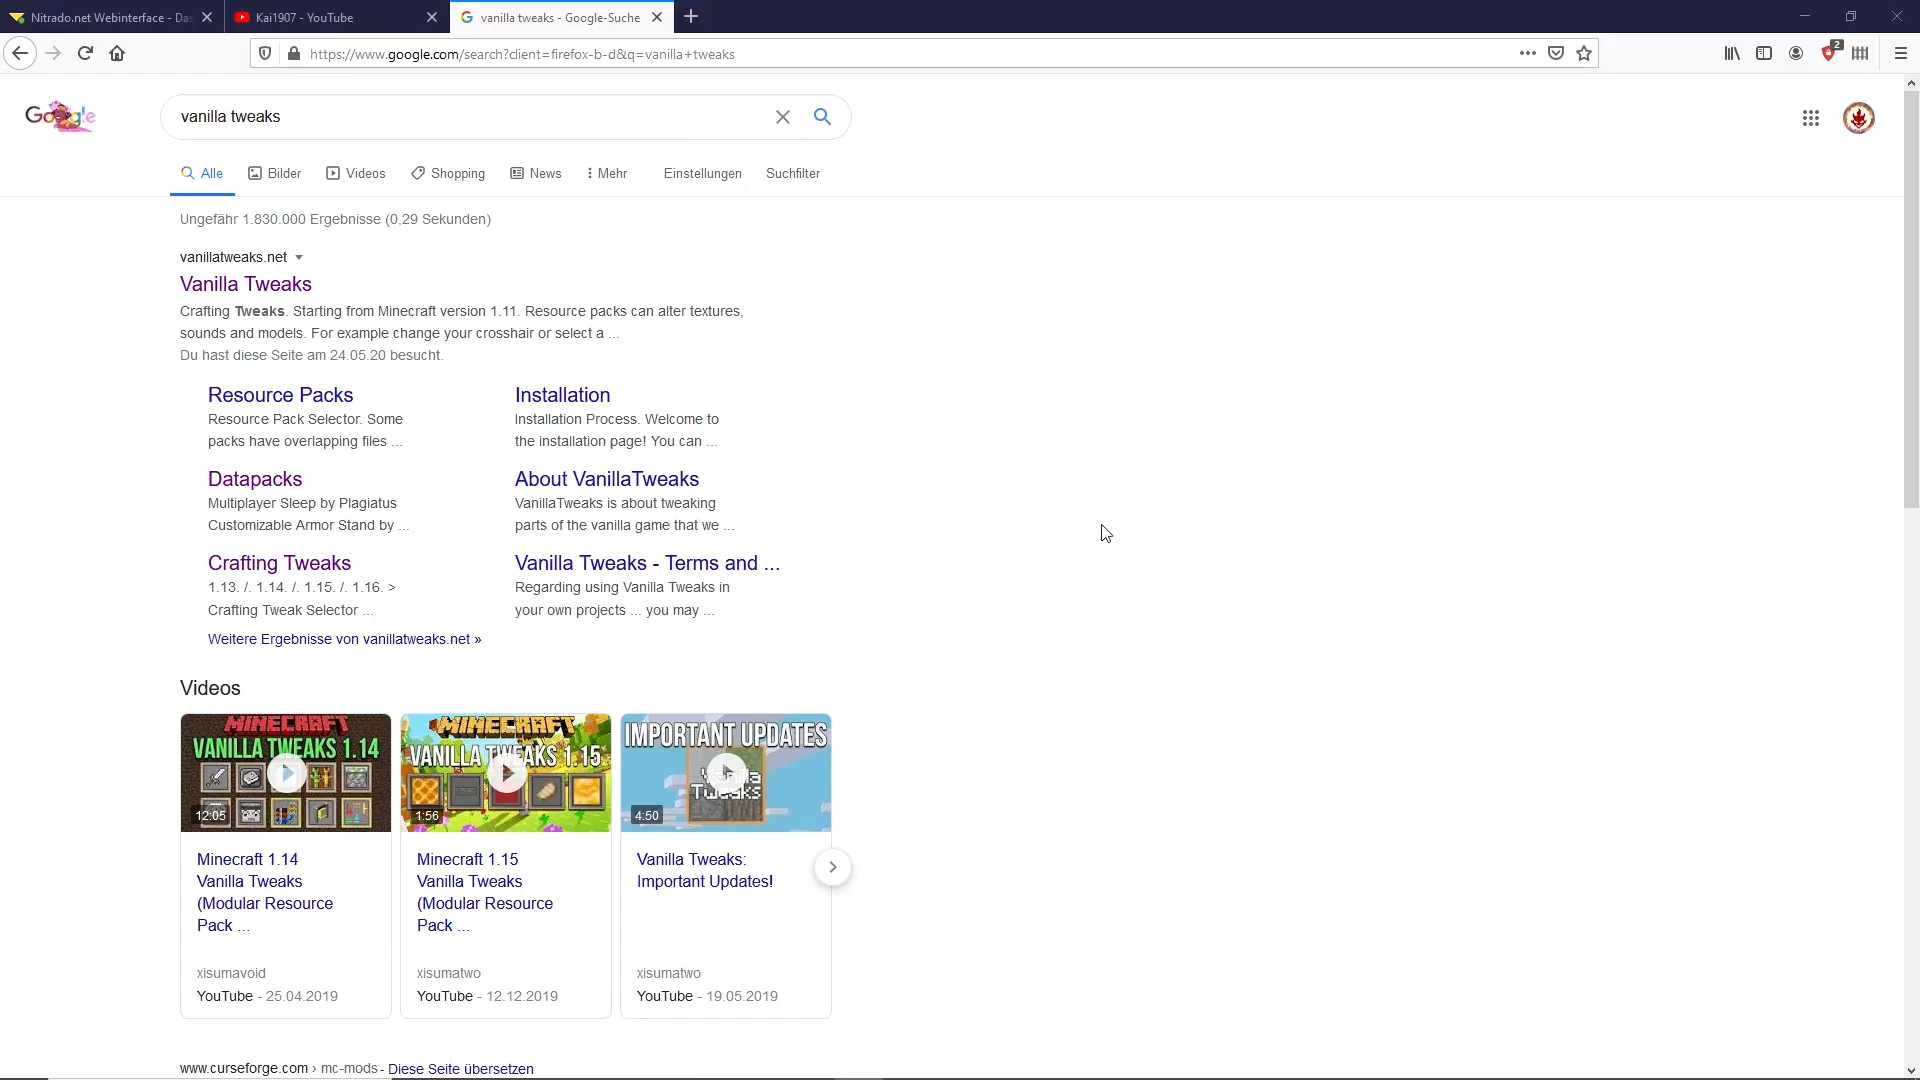 Nitrado.net Webinterface - Das
Kai1907 - YouTube
vanilla tweaks - Google-Suche
https://www.google.com/search?client=firefox-b-d&q=vanilla+tweaks
2
Google
vanilla tweaks
Alle
Bilder
Videos
Shopping
News
Mehr
Einstellungen
Suchfilter
Ungefähr 1.830.000 Ergebnisse (0,29 Sekunden)
vanillatweaks.net
Vanilla Tweaks
Crafting Tweaks. Starting from Minecraft version 1.11. Resource packs can alter textures,
sounds and models. For example change your crosshair or select a ...
Du hast diese Seite am 24.05.20 besucht.
Resource Packs
Resource Pack Selector. Some
packs have overlapping files ...
Installation
Installation Process. Welcome to
the installation page! You can ...
Datapacks
Multiplayer Sleep by Plagiatus
Customizable Armor Stand by ...
About VanillaTweaks
VanillaTweaks is about tweaking
parts of the vanilla game that we ...
Crafting Tweaks
1.13. /. 1.14. /. 1.15. /. 1.16. >
Crafting Tweak Selector ...
Vanilla Tweaks - Terms and ...
Regarding using Vanilla Tweaks in
your own projects ... you may ...
Weitere Ergebnisse von vanillatweaks.net »
Videos
MINECRAFT
VANILLA TWEAKS 1.14
12:05
MINECRAFT
VANILLA TWEAKS 1.15
1:56
IMPORTANT UPDATES
Vanilla
Tweaks
4:50
Minecraft 1.14
Vanilla Tweaks
(Modular Resource
Pack ...
xisumavoid
YouTube - 25.04.2019
Minecraft 1.15
Vanilla Tweaks
(Modular Resource
Pack ...
xisumatwo
YouTube - 12.12.2019
Vanilla Tweaks:
Important Updates!
xisumatwo
YouTube - 19.05.2019
www.curseforge.com › mc-mods - Diese Seite übersetzen